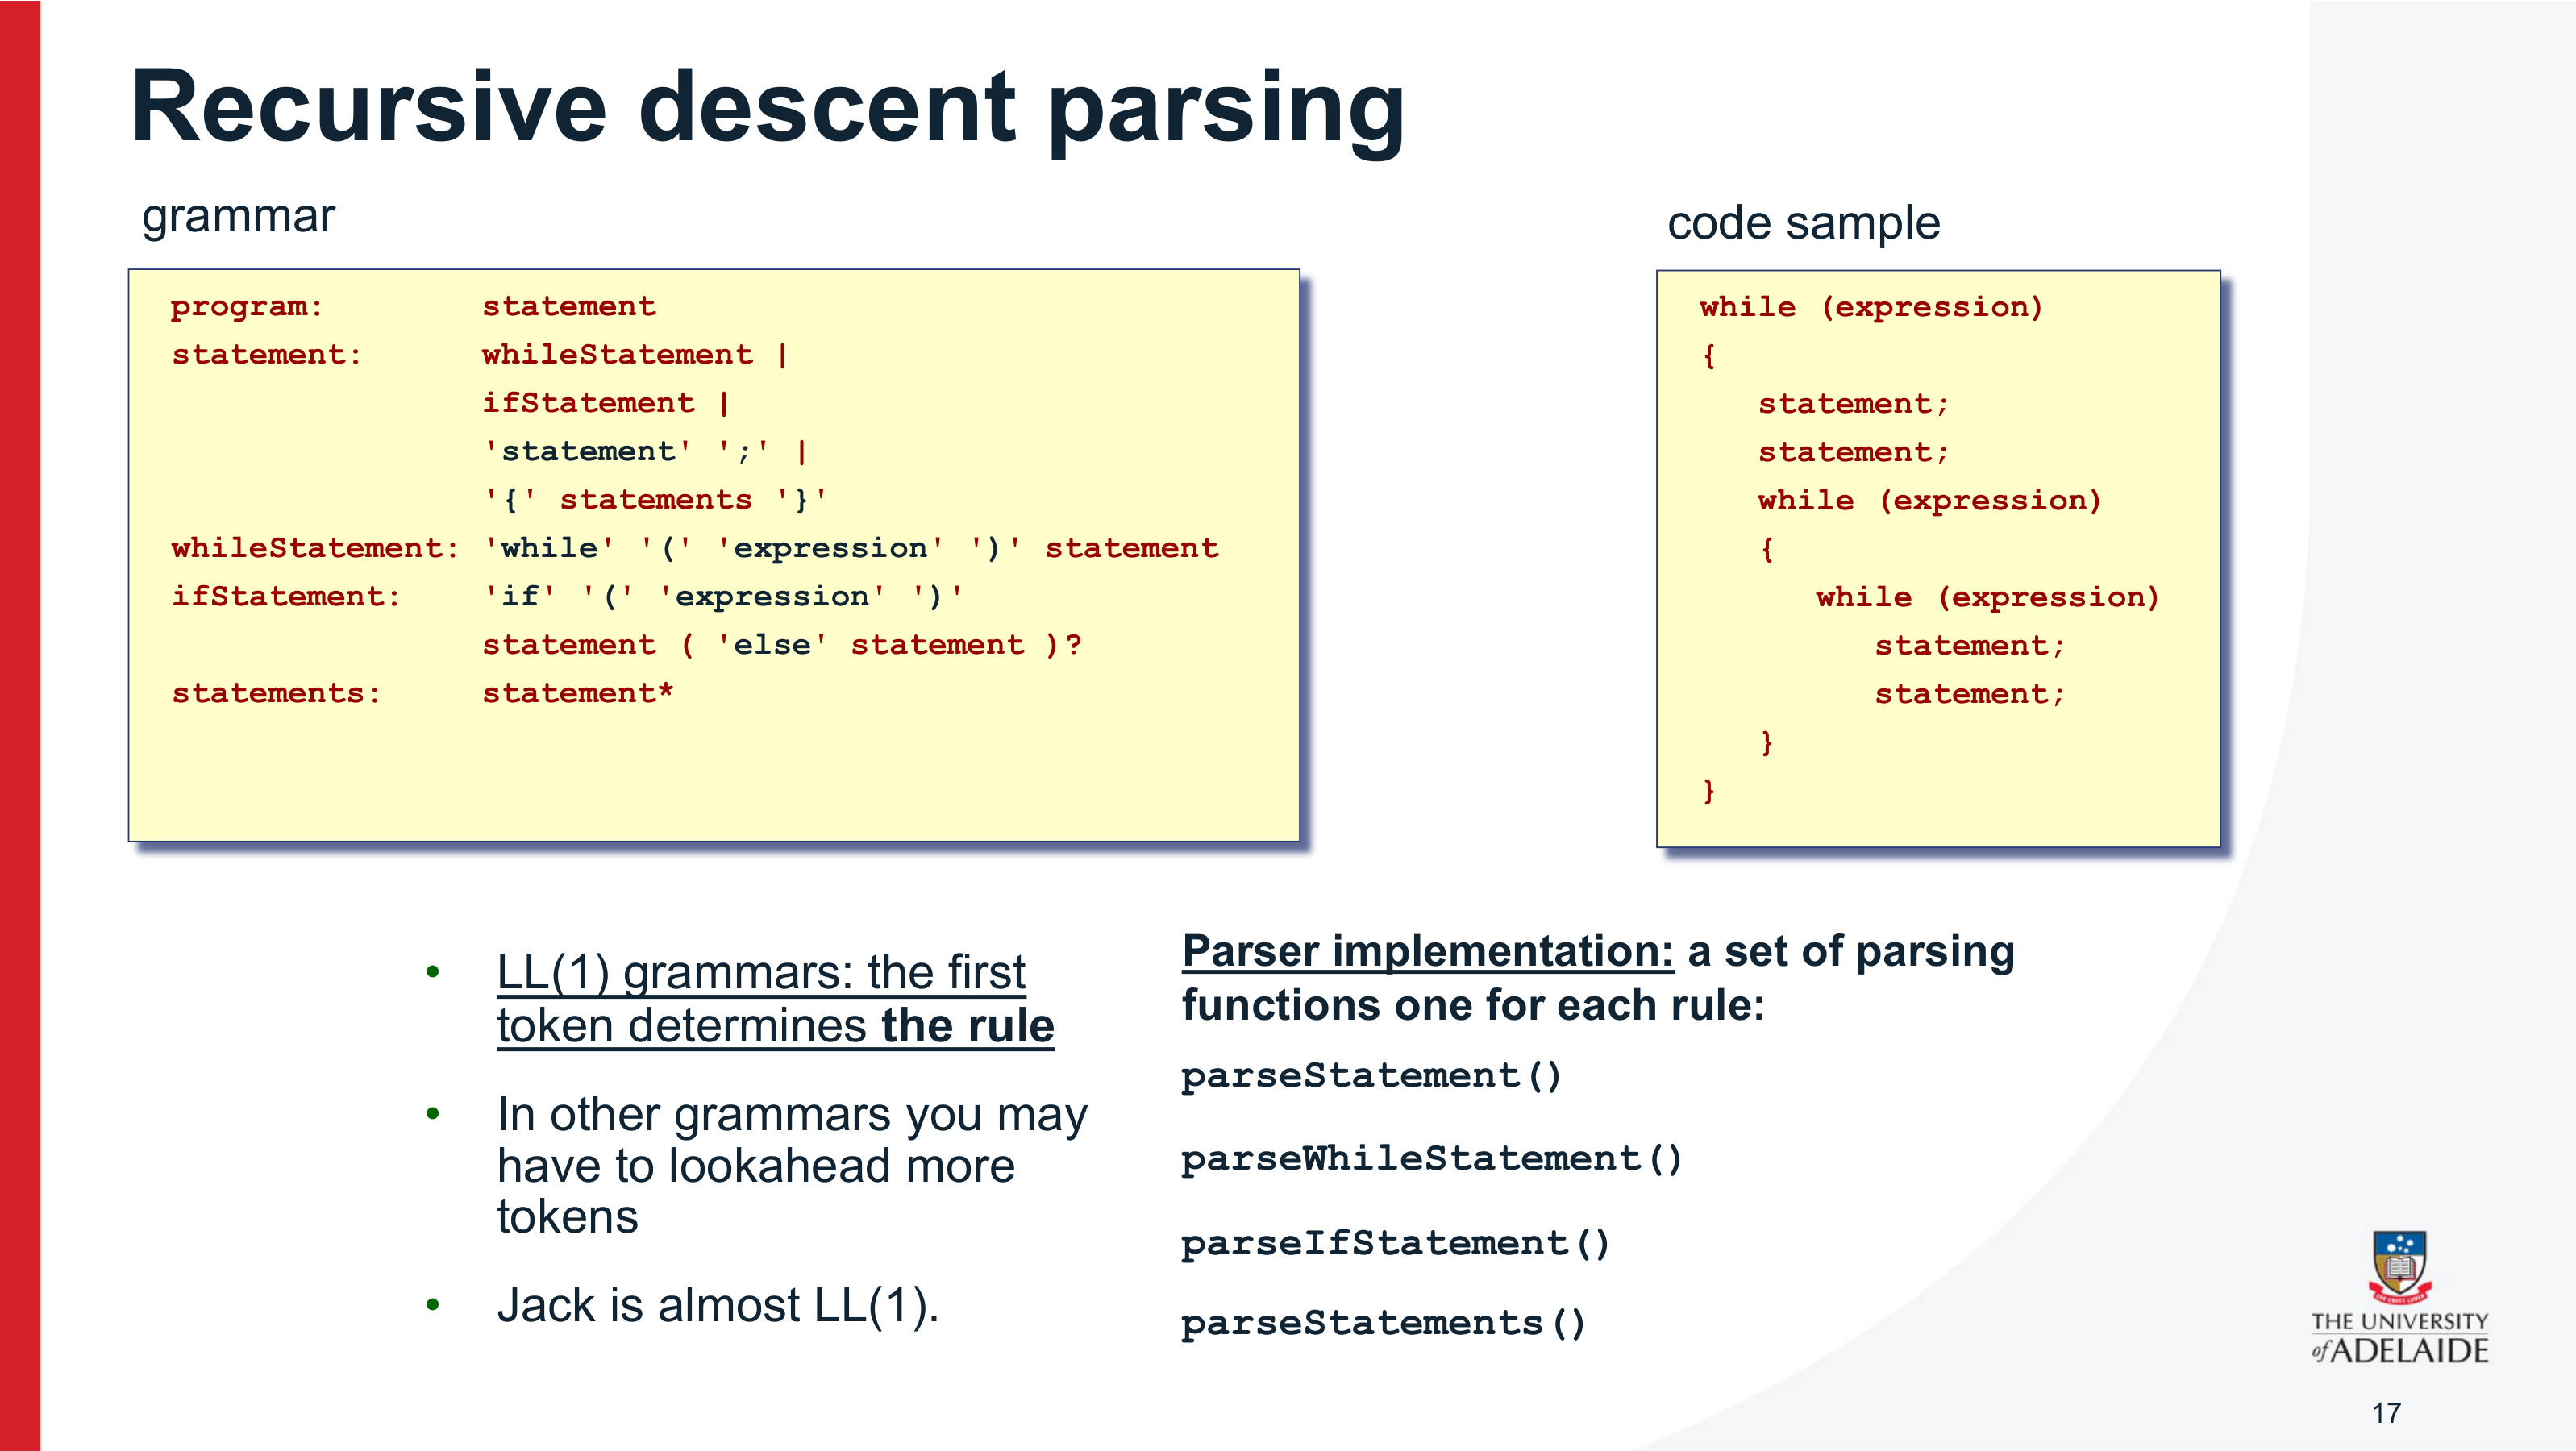 Recursive descent parsing
grammar
program: statement
statement: whileStatement |
ifStatement |
'statement' ';' |
'{' statements '}'
whileStatement: 'while' '(' 'expression' ')' statement
ifStatement: 'if' '(' 'expression' ')'
statement ( 'else' statement )?
statements: statement*
code sample
while (expression)
{
statement;
statement;
while (expression)
{
while (expression)
statement;
statement;
}
}
• LL(1) grammars: the first
token determines the rule
• In other grammars you may
have to lookahead more
tokens
• Jack is almost LL(1).
Parser implementation: a set of parsing
functions one for each rule:
parseStatement()
parseWhileStatement()
parseIfStatement()
parseStatements()
THE UNIVERSITY
of ADELAIDE
17